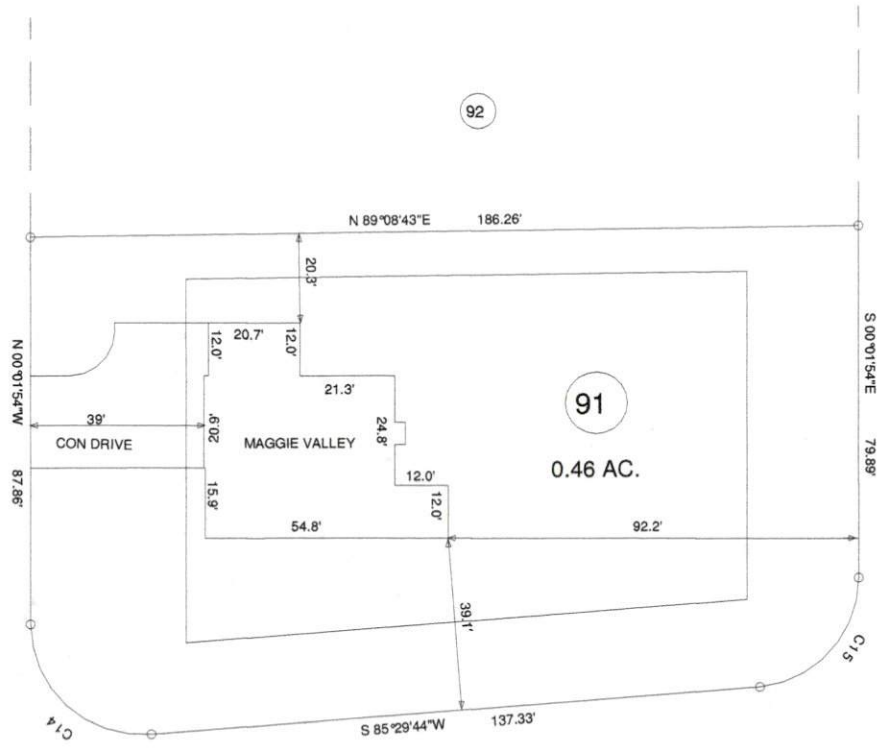 92
N 89°08'43"E 186.26'
20.3'
20.7'
12.0'
12.0'
21.3'
N 00°01'54"W 87.86'
S 00°01'54"E 79.89'
39'
CON DRIVE
20.9'
MAGGIE VALLEY
24.8'
91
0.46 AC.
12.0'
12.0'
15.9'
54.8'
92.2'
39.1'
C15
C14
S 85°29'44"W 137.33'